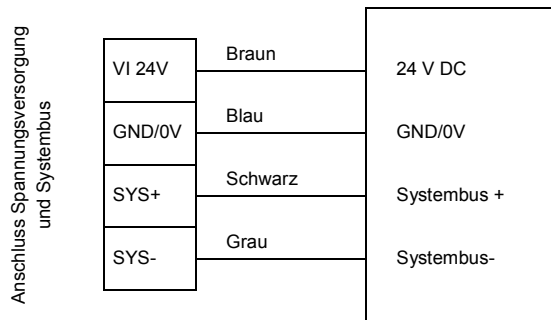 Anschluss Spannungsversorgung
und Systembus
VI 24V
Braun
24 V DC
GND/0V
Blau
GND/0V
SYS+
Schwarz
Systembus +
SYS-
Grau
Systembus-